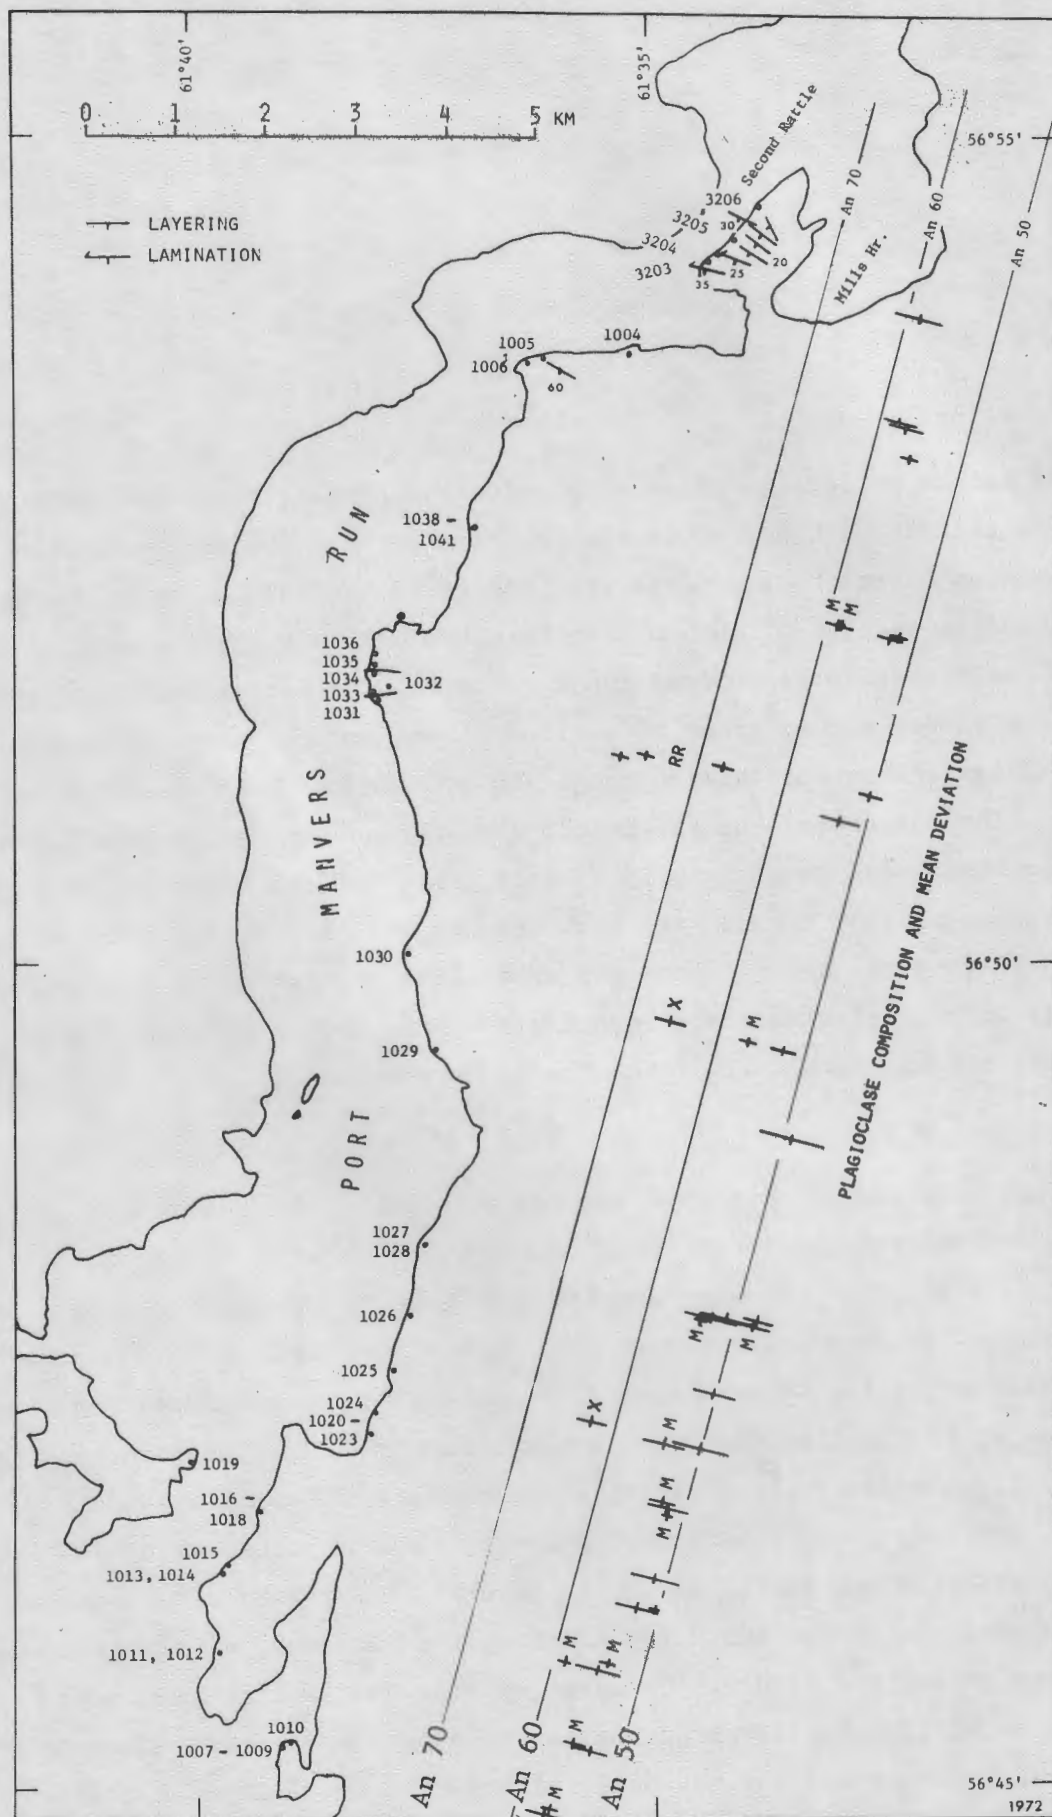 61°40'
61°35'
0 1 2 3 4 5 KM
56°55'
LAYERING
LAMINATION
Second Rattle
An 70
An 60
An 50
3206
3205
3204
3203
30
20
25
35
Mills Hr.
1005
1004
1006
60
1038 -
1041
RUN
M
M
1036
1035
1034
1032
1033
1031
RR
MANVERS
PLAGIOCLASE COMPOSITION AND MEAN DEVIATION
1030
56°50'
X
M
1029
PORT
1027
1028
1026
M
M
1025
1024
1020 -
1023
X
M
1019
1016 -
1018
M
M
1015
1013, 1014
1011, 1012
M
M
1010
1007 - 1009
M
An 70
An 60
An 50
M
56°45'
1972